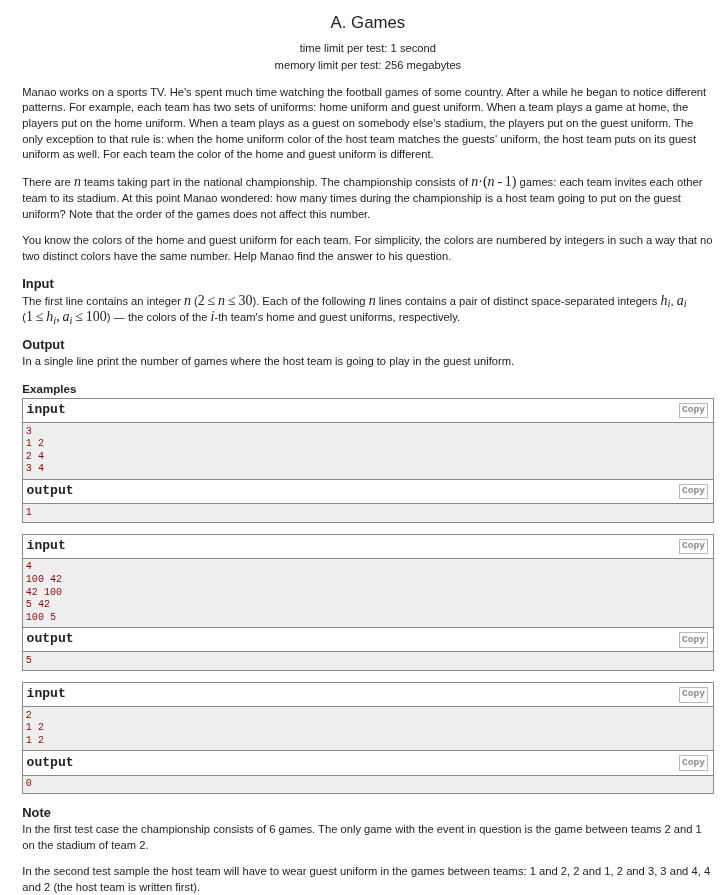 A. Games
time limit per test: 1 second
memory limit per test: 256 megabytes
Manao works on a sports TV. He's spent much time watching the football games of some country. After a while he began to notice different
patterns. For example, each team has two sets of uniforms: home uniform and guest uniform. When a team plays a game at home, the
players put on the home uniform. When a team plays as a guest on somebody else's stadium, the players put on the guest uniform. The
only exception to that rule is: when the home uniform color of the host team matches the guests' uniform, the host team puts on its guest
uniform as well. For each team the color of the home and guest uniform is different.
There are n teams taking part in the national championship. The championship consists of n·(n - 1) games: each team invites each other
team to its stadium. At this point Manao wondered: how many times during the championship is a host team going to put on the guest
uniform? Note that the order of the games does not affect this number.
You know the colors of the home and guest uniform for each team. For simplicity, the colors are numbered by integers in such a way that no
two distinct colors have the same number. Help Manao find the answer to his question.
Input
The first line contains an integer n (2 ≤ n ≤ 30). Each of the following n lines contains a pair of distinct space-separated integers hi, ai
(1 ≤ hi, ai ≤ 100) — the colors of the i-th team's home and guest uniforms, respectively.
Output
In a single line print the number of games where the host team is going to play in the guest uniform.
Examples
input Copy
3
1 2
2 4
3 4
output Copy
1
input Copy
4
100 42
42 100
5 42
100 5
output Copy
5
input Copy
2
1 2
1 2
output Copy
0
Note
In the first test case the championship consists of 6 games. The only game with the event in question is the game between teams 2 and 1
on the stadium of team 2.
In the second test sample the host team will have to wear guest uniform in the games between teams: 1 and 2, 2 and 1, 2 and 3, 3 and 4, 4
and 2 (the host team is written first).